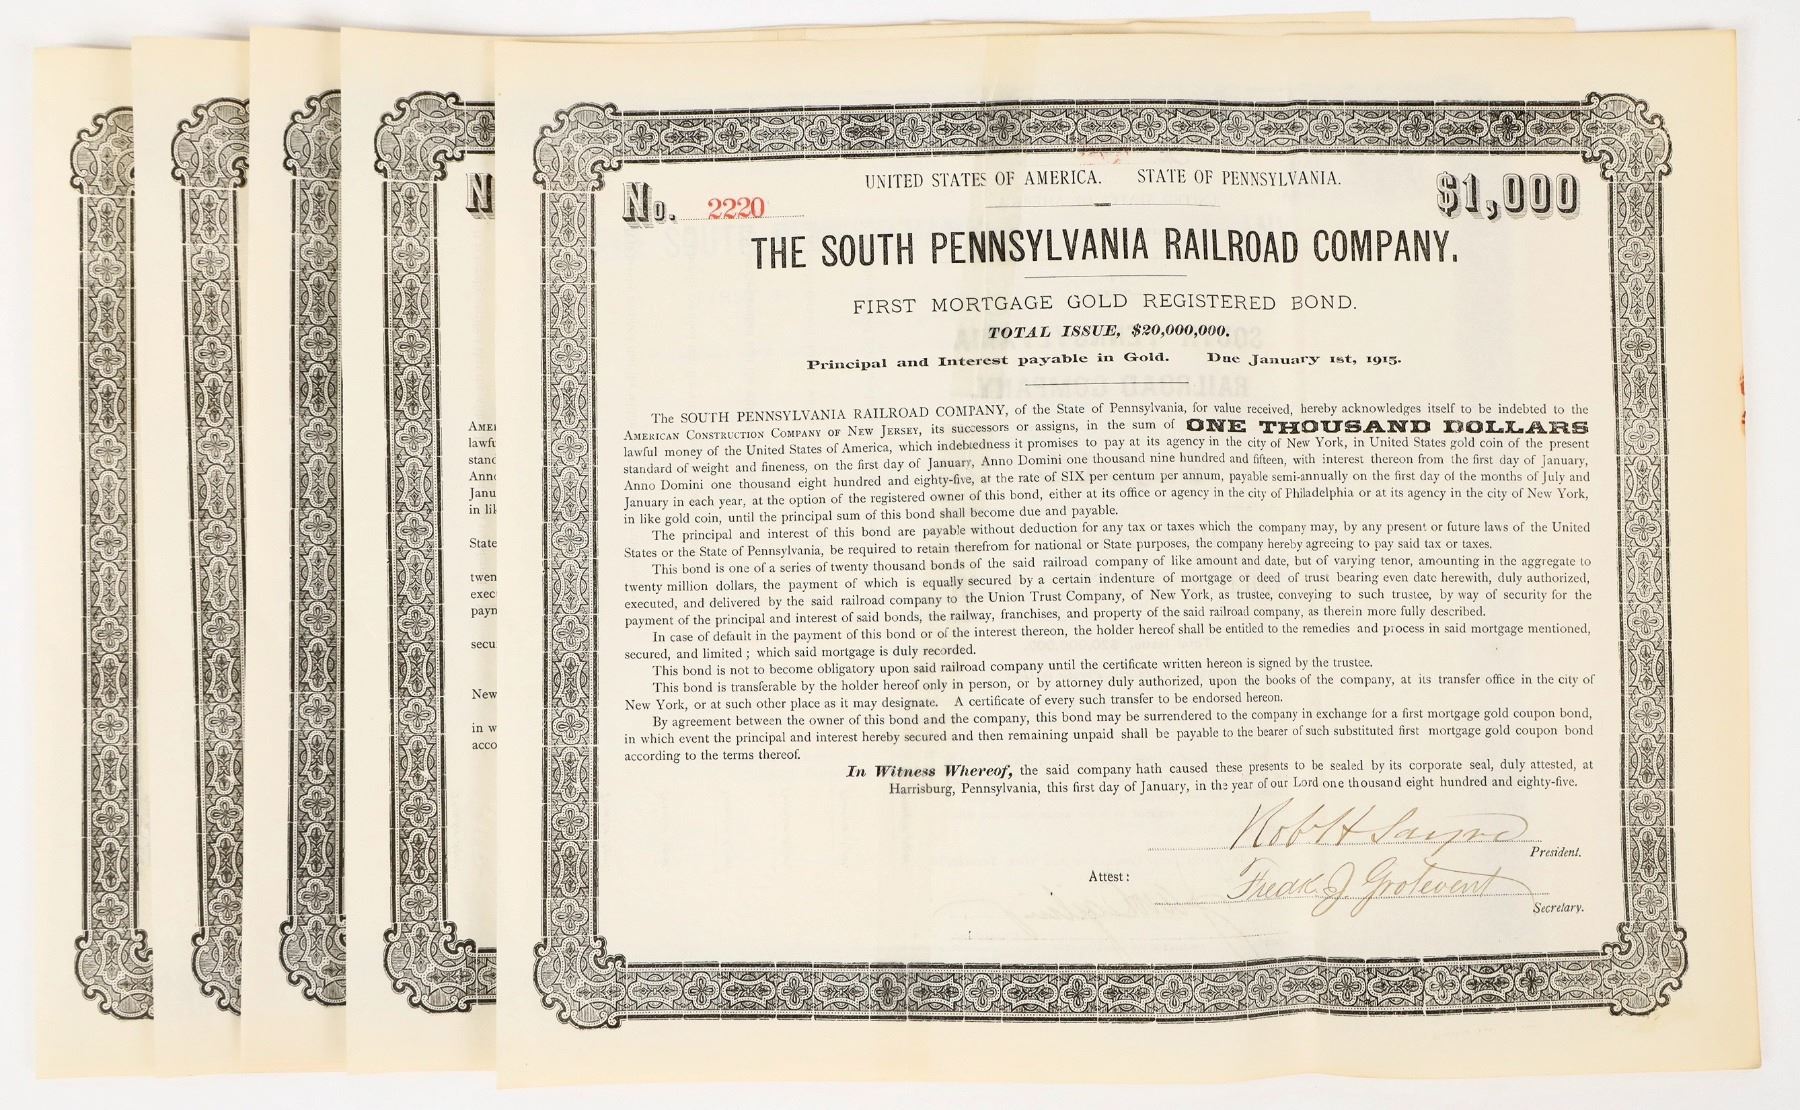 UNITED STATES OF AMERICA. STATE OF PENNSYLVANIA.
No. 2220
$1,000
THE SOUTH PENNSYLVANIA RAILROAD COMPANY.
FIRST MORTGAGE GOLD REGISTERED BOND.
TOTAL ISSUE, $20,000,000.
Principal and Interest payable in Gold. Due January 1st, 1915.
The SOUTH PENNSYLVANIA RAILROAD COMPANY, of the State of Pennsylvania, for value received, hereby acknowledges itself to be indebted to the
AMERICAN CONSTRUCTION COMPANY OF NEW JERSEY, its successors or assigns, in the sum of ONE THOUSAND DOLLARS
lawful money of the United States of America, which indebtedness it promises to pay at its agency in the city of New York, in United States gold coin of the present
standard of weight and fineness, on the first day of January, Anno Domini one thousand nine hundred and fifteen, with interest thereon from the first day of January,
Anno Domini one thousand eight hundred and eighty-five, at the rate of SIX per centum per annum, payable semi-annually on the first day of the months of July and
January in each year, at the option of the registered owner of this bond, either at its office or agency in the city of Philadelphia or at its agency in the city of New York,
in like gold coin, until the principal sum of this bond shall become due and payable.
The principal and interest of this bond are payable without deduction for any tax or taxes which the company may, by any present or future laws of the United
States or the State of Pennsylvania, be required to retain therefrom for national or State purposes, the company hereby agreeing to pay said tax or taxes.
This bond is one of a series of twenty thousand bonds of the said railroad company of like amount and date, but of varying tenor, amounting in the aggregate to
twenty million dollars, the payment of which is equally secured by a certain indenture of mortgage or deed of trust bearing even date herewith, duly authorized,
executed, and delivered by the said railroad company to the Union Trust Company, of New York, as trustee, conveying to such trustee, by way of security for the
payment of the principal and interest of said bonds, the railway, franchises, and property of the said railroad company, as therein more fully described.
In case of default in the payment of this bond or of the interest thereon, the holder hereof shall be entitled to the remedies and process in said mortgage mentioned,
secured, and limited; which said mortgage is duly recorded.
This bond is not to become obligatory upon said railroad company until the certificate written hereon is signed by the trustee.
This bond is transferable by the holder hereof only in person, or by attorney duly authorized, upon the books of the company, at its transfer office in the city of
New York, or at such other place as it may designate. A certificate of every such transfer to be endorsed hereon.
By agreement between the owner of this bond and the company, this bond may be surrendered to the company in exchange for a first mortgage gold coupon bond,
in which event the principal and interest hereby secured and then remaining unpaid shall be payable to the bearer of such substituted first mortgage gold coupon bond
according to the terms thereof.
In Witness Whereof, the said company hath caused these presents to be sealed by its corporate seal, duly attested, at
Harrisburg, Pennsylvania, this first day of January, in the year of our Lord one thousand eight hundred and eighty-five.
Robt H Sayre
President.
Attest:
Fredk. J. Grotevent
Secretary.
N
AME
lawfu
stand
Anno
Janu
in lik
State
twen
exec
payn
secu
New
in w
acco